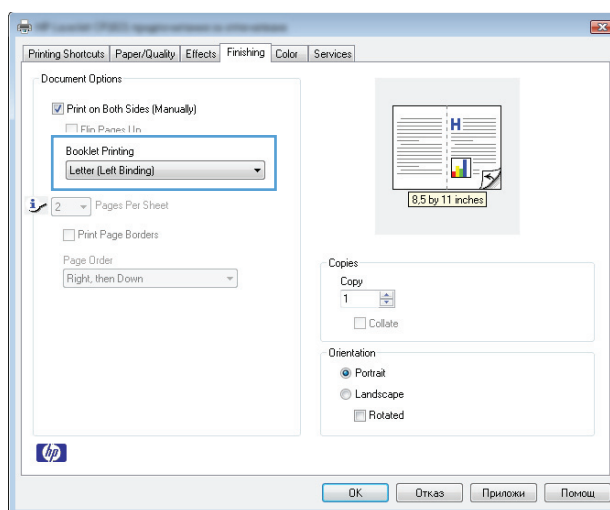 Printing Shortcuts Paper/Quality Effects Finishing Color Services
Document Options
Print on Both Sides (Manually)
Flip Pages Up
Booklet Printing
Letter (Left Binding)
2 Pages Per Sheet
Print Page Borders
Page Order
Right, then Down
H
8,5 by 11 inches
Copies
Copy
1
Collate
Orientation
Portrait
Landscape
Rotated
hp
OK Отказ Приложи Помощ